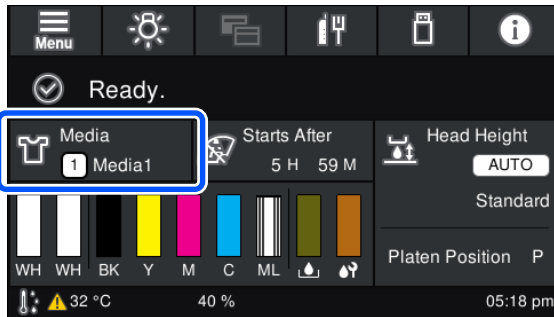 Menu
Ready.
Media
1 Media1
Starts After
5 H 59 M
Head Height
AUTO
Standard
WH WH BK Y M C ML
Platen Position P
32 °C
40 %
05:18 pm